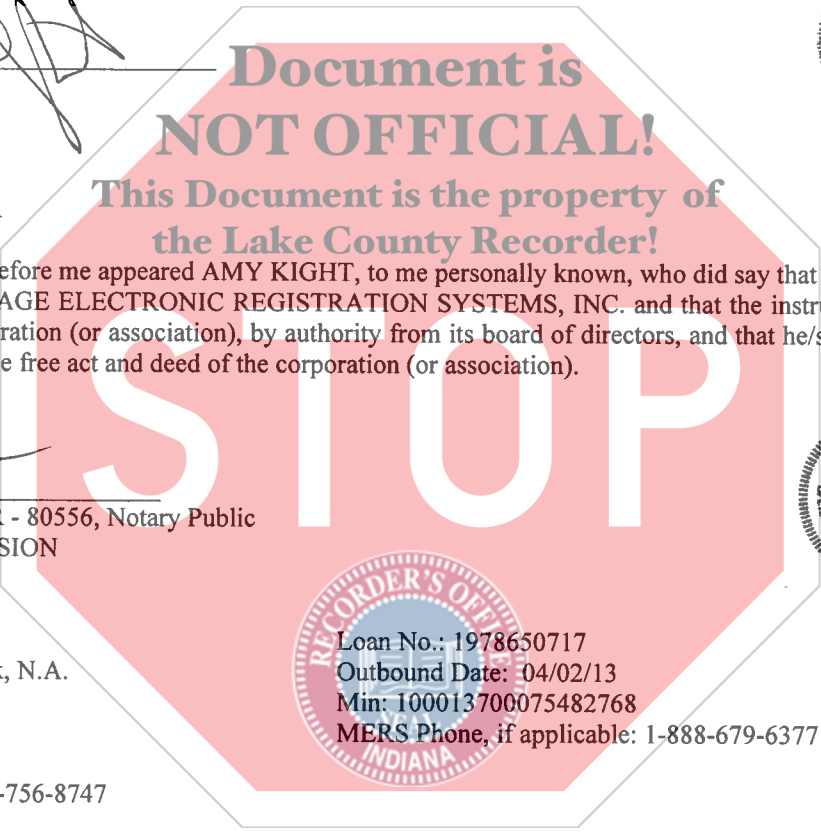 Document is
NOT OFFICIAL!
This Document is the property of
the Lake County Recorder!
efore me appeared AMY KIGHT, to me personally known, who did say that
AGE ELECTRONIC REGISTRATION SYSTEMS, INC. and that the instr
ration (or association), by authority from its board of directors, and that he/s
e free act and deed of the corporation (or association).
STOP
- 80556, Notary Public
SION
RECORDER'S OFFICE
Loan No.: 1978650717
, N.A.
Outbound Date: 04/02/13
Min: 100013700075482768
SEAL
MERS Phone, if applicable: 1-888-679-6377
INDIANA
-756-8747